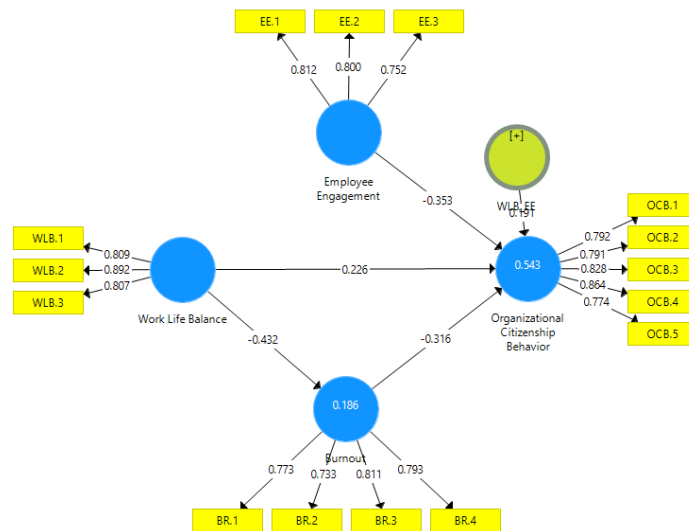 EE.1 EE.2 EE.3
0.812 0.800 0.752
[+]
Employee
Engagement
WLB_EE
0.191
-0.353
WLB.1
WLB.2
WLB.3
0.809
0.892
0.807
Work Life Balance
0.226
0.543
Organizational
Citizenship
Behavior
0.792
0.791
0.828
0.864
0.774
OCB.1
OCB.2
OCB.3
OCB.4
OCB.5
-0.432
-0.316
0.186
Burnout
0.773 0.733 0.811 0.793
BR.1 BR.2 BR.3 BR.4